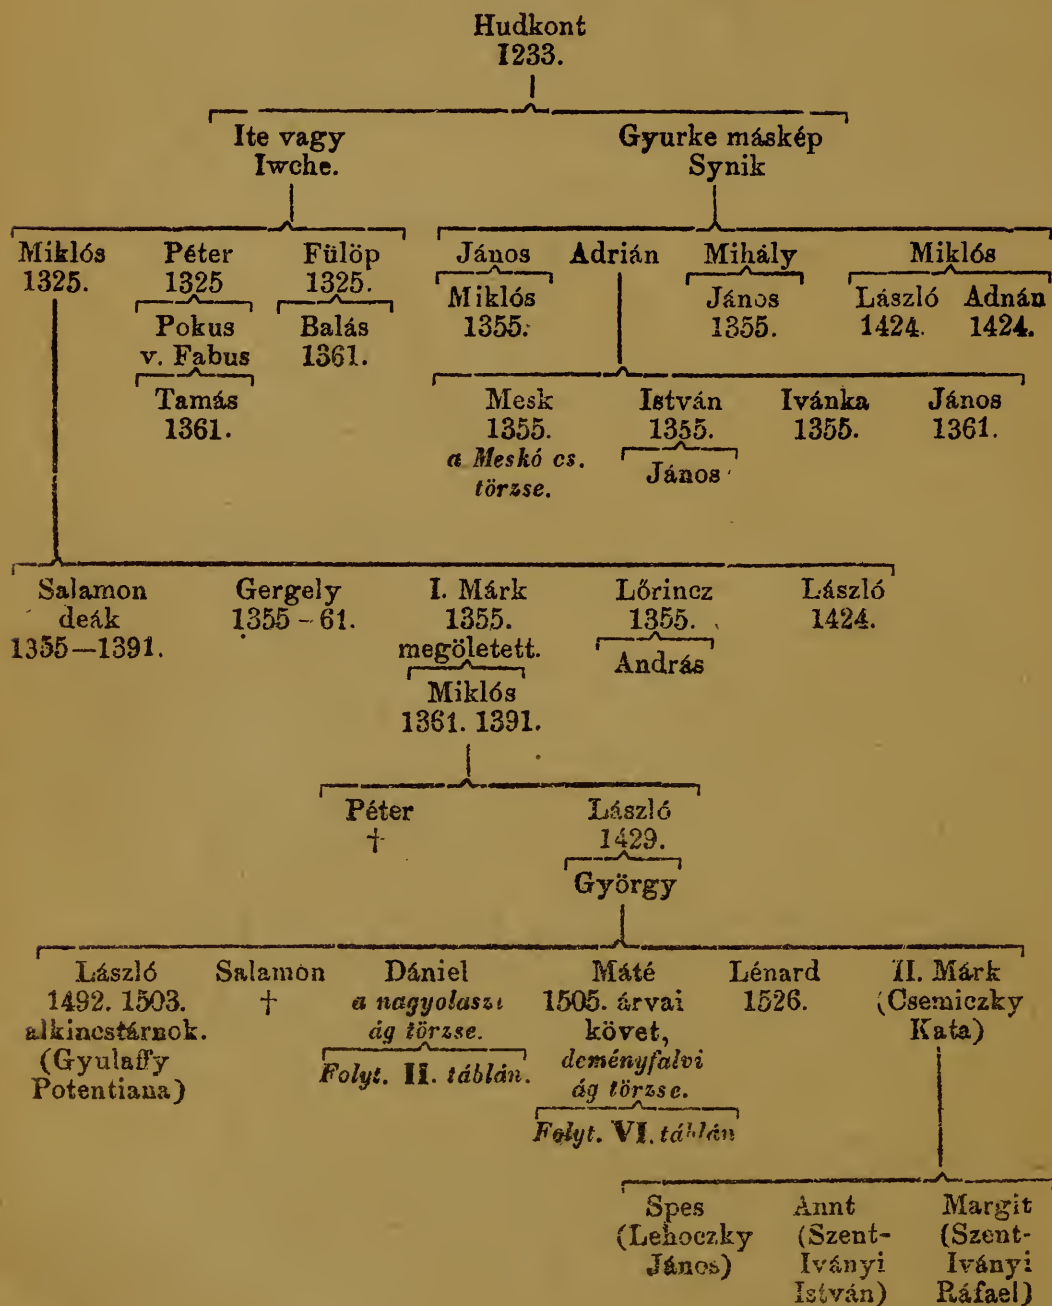 Hudkont
1233.
Ite vagy
Iwche.
Gyurke máskép
Synik
Miklós
1325.
Péter
1325
Pokus
v. Fabus
Tamás
1361.
Fülöp
1325.
Balás
1361.
János
Miklós
1355.
Adrián
Mihály
János
1355.
Miklós
László
1424.
Adnán
1424.
Mesk
1355.
a Meskó cs.
törzse.
István
1355.
János
Ivánka
1355.
János
1361.
Salamon
deák
1355—1391.
Gergely
1355-61.
I. Márk
1355.
megöletett.
Miklós
1361. 1391.
Lőrincz
1355.
András
László
1424.
Péter
†
László
1429.
György
László
1492. 1503.
alkincstárnok.
(Gyulaffy
Potentiana)
Salamon
†
Dániel
a nagyolaszi
ág törzse.
Folyt. II. táblán.
Máté
1505. árvai
követ,
deményfalvi
ág törzse.
Folyt. VI. táblán
Lénard
1526.
II. Márk
(Csemiczky
Kata)
Spes
(Lehoczky
János)
Annt
(Szent-
Iványi
István)
Margit
(Szent-
Iványi
Ráfael)